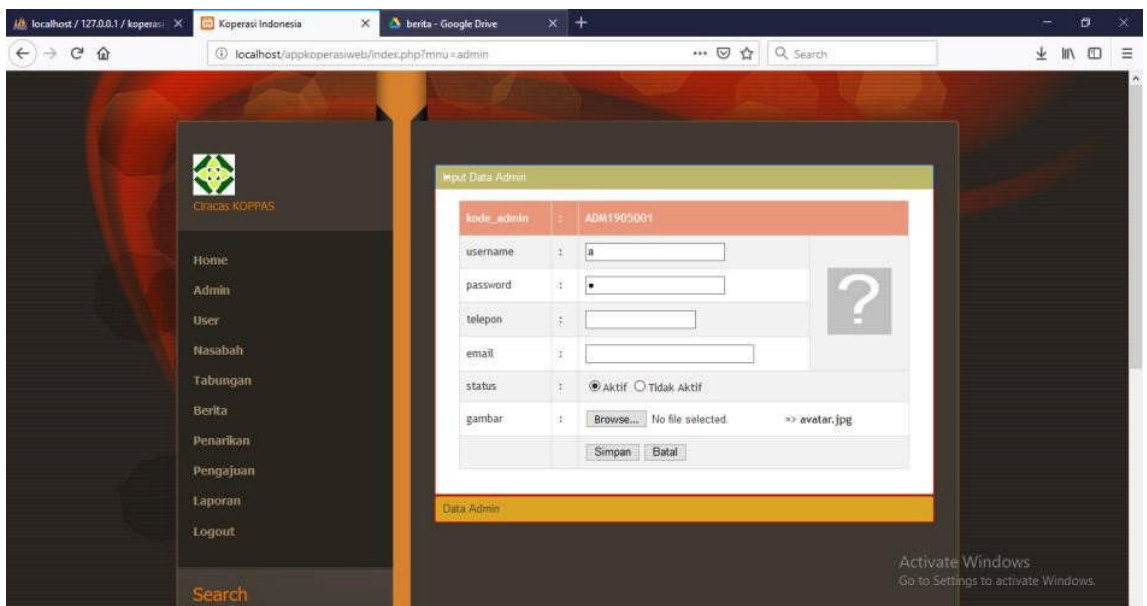 localhost / 127.0.0.1 / koperasi
Koperasi Indonesia
berita - Google Drive
localhost/appkoperasiweb/index.php?mnu=admin
Search
Ciracas KOPPAS
Home
Admin
User
Nasabah
Tabungan
Berita
Penarikan
Pengajuan
Laporan
Logout
Search
Input Data Admin
kode_admin : ADM1905001
username : a
password : •
telepon :
email :
status : Aktif Tidak Aktif
gambar : Browse... No file selected. => avatar.jpg
Simpan Batal
Data Admin
Activate Windows
Go to Settings to activate Windows.